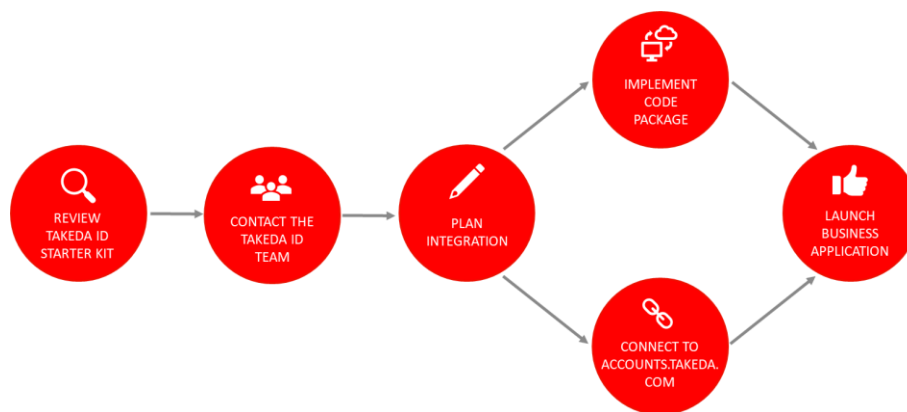 REVIEW
TAKEDA ID
STARTER KIT
CONTACT THE
TAKEDA ID
TEAM
PLAN
INTEGRATION
IMPLEMENT
CODE
PACKAGE
CONNECT TO
ACCOUNTS.TAKEDA.
COM
LAUNCH
BUSINESS
APPLICATION